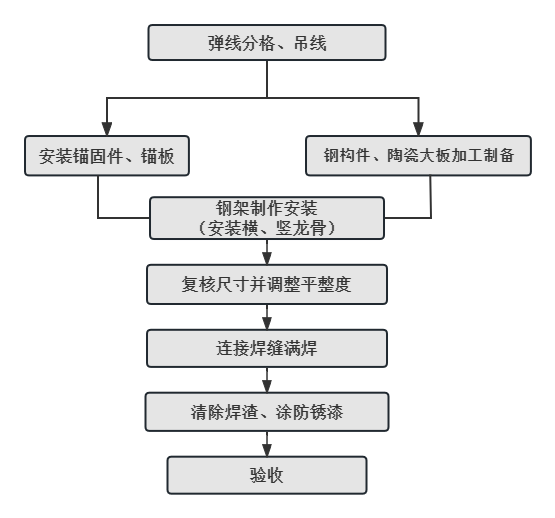 弹线分格、吊线
安装锚固件、锚板
钢构件、陶瓷大板加工制备
钢架制作安装
（安装横、竖龙骨）
复核尺寸并调整平整度
连接焊缝满焊
清除焊渣、涂防锈漆
验收